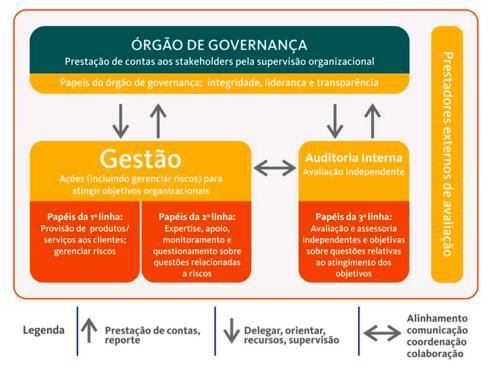 ÓRGÃO DE GOVERNANÇA
Prestação de contas aos stakeholders pela supervisão organizacional
Papeis do órgão de governança: integridade, liderança e transparência
Gestão
Ações (incluindo gerenciar riscos) para
atingir objetivos organizacionais
Papéis da 1ª linha:
Provisão de produtos/
serviços aos clientes;
gerenciar riscos
Papéis da 2ª linha:
Expertise, apoio,
monitoramento e
questionamento sobre
questões relacionadas
a riscos
Auditoria Interna
Avaliação independente
Papéis da 3ª linha:
Avaliação e assessoria
independentes e objetivas
sobre questões relativas
ao atingimento dos
objetivos
Prestadores externos de avaliação
Legenda
Prestação de contas,
reporte
Delegar, orientar,
recursos, supervisão
Alinhamento
comunicação
coordenação
colaboração